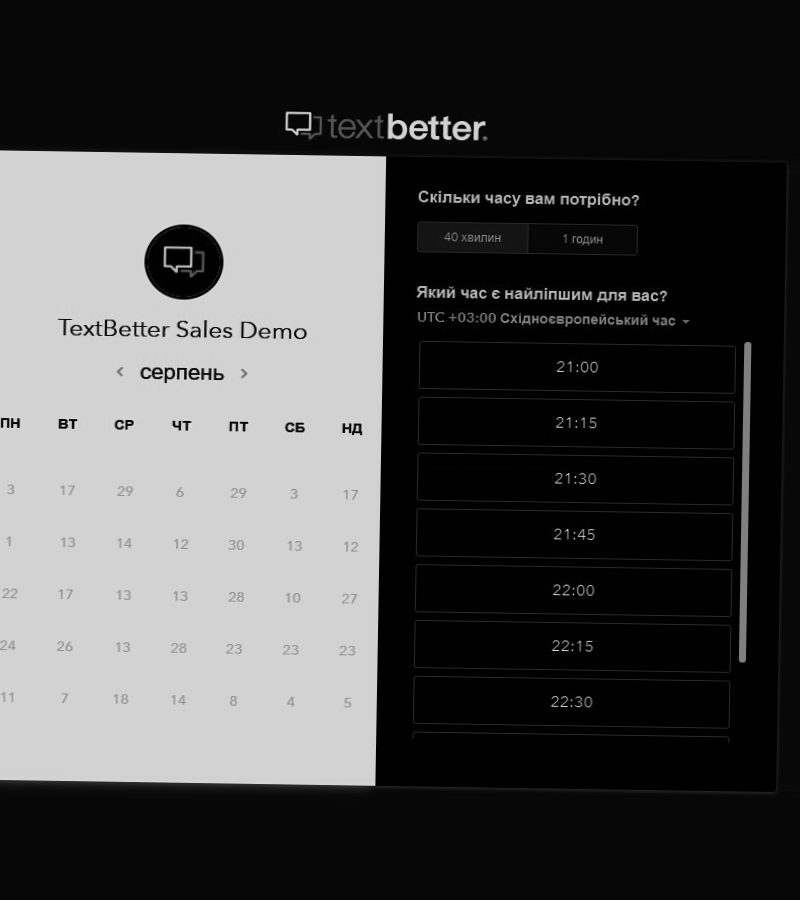 textbetter.
TextBetter Sales Demo
‹ серпень ›
ПН ВТ СР ЧТ ПТ СБ НД
3 17 29 6 29 3 17
1 13 14 12 30 13 12
22 17 13 13 28 10 27
24 26 13 28 23 23 23
11 7 18 14 8 4 5
Скільки часу вам потрібно?
40 хвилин 1 годин
Який час є найліпшим для вас?
UTC +03:00 Східноєвропейський час
21:00
21:15
21:30
21:45
22:00
22:15
22:30